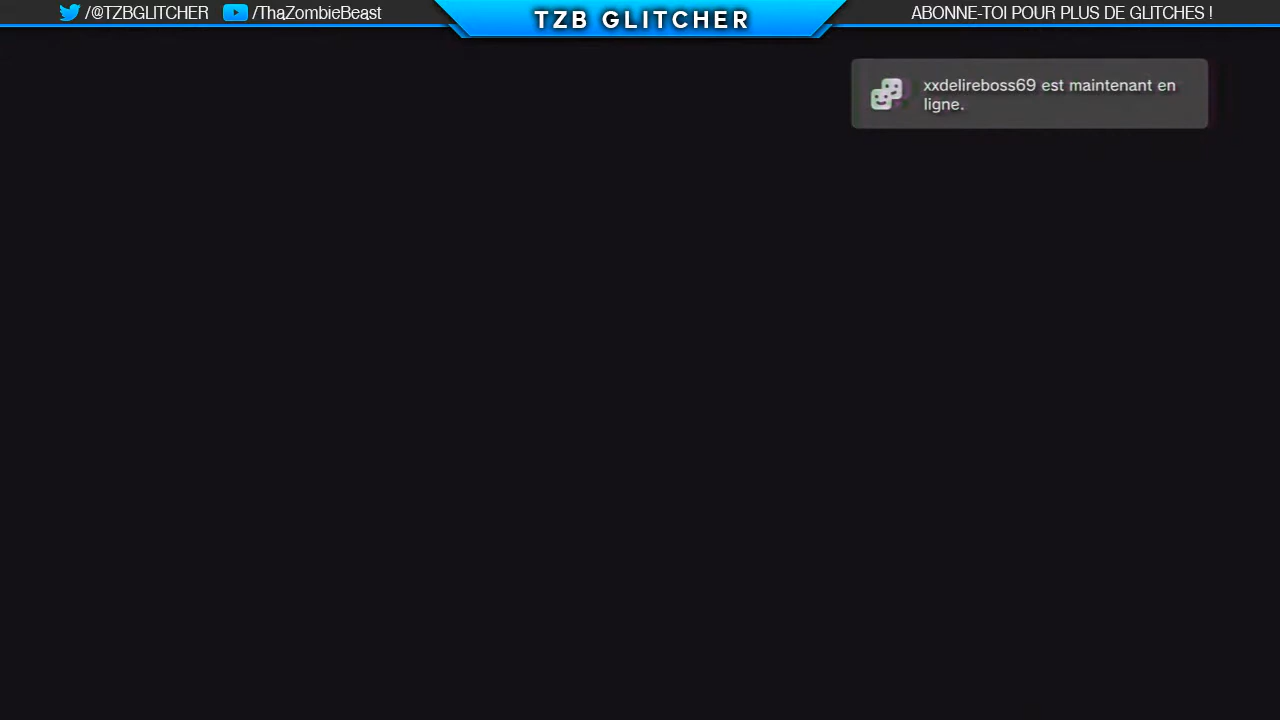 /@TZBGLITCHER /ThaZombieBeast
TZB GLITCHER
ABONNE-TOI POUR PLUS DE GLITCHES !
xxdelireboss69 est maintenant en
ligne.